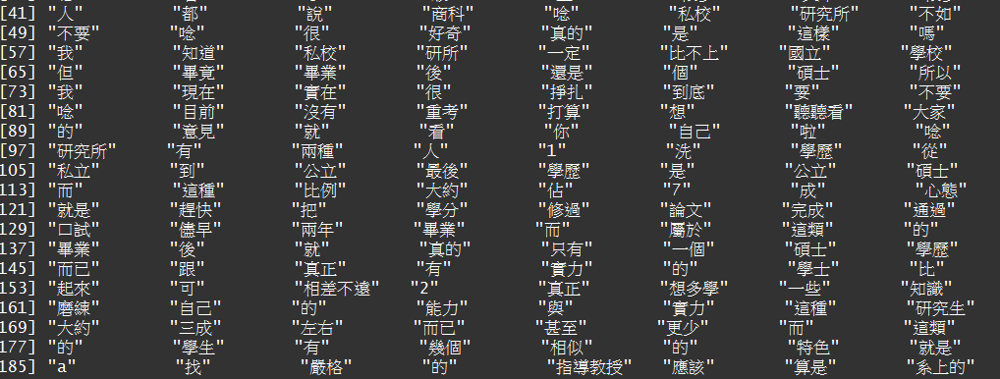 [41] "人" "都" "說" "商科" "唸" "私校" "研究所" "不如"
[49] "不要" "唸" "很" "好奇" "真的" "是" "這樣" "嗎"
[57] "我" "知道" "私校" "研所" "一定" "比不上" "國立" "學校"
[65] "但" "畢竟" "畢業" "後" "還是" "個" "碩士" "所以"
[73] "我" "現在" "實在" "很" "掙扎" "到底" "要" "不要"
[81] "唸" "目前" "沒有" "重考" "打算" "想" "聽聽看" "大家"
[89] "的" "意見" "就" "看" "你" "自己" "啦" "唸"
[97] "研究所" "有" "兩種" "人" "1" "洗" "學歷" "從"
105] "私立" "到" "公立" "最後" "學歷" "是" "公立" "碩士"
113] "而" "這種" "比例" "大約" "佔" "7" "成" "心態"
121] "就是" "趕快" "把" "學分" "修過" "論文" "完成" "通過"
129] "口試" "儘早" "兩年" "畢業" "而" "屬於" "這類" "的"
137] "畢業" "後" "就" "真的" "只有" "一個" "碩士" "學歷"
145] "而已" "跟" "真正" "有" "實力" "的" "學士" "比"
153] "起來" "可" "相差不遠" "2" "真正" "想多學" "一些" "知識"
161] "磨練" "自己" "的" "能力" "與" "實力" "這種" "研究生"
169] "大約" "三成" "左右" "而已" "甚至" "更少" "而" "這類"
177] "的" "學生" "有" "幾個" "相似" "的" "特色" "就是"
185] "a" "找" "嚴格" "的" "指導教授" "應該" "算是" "系上的"